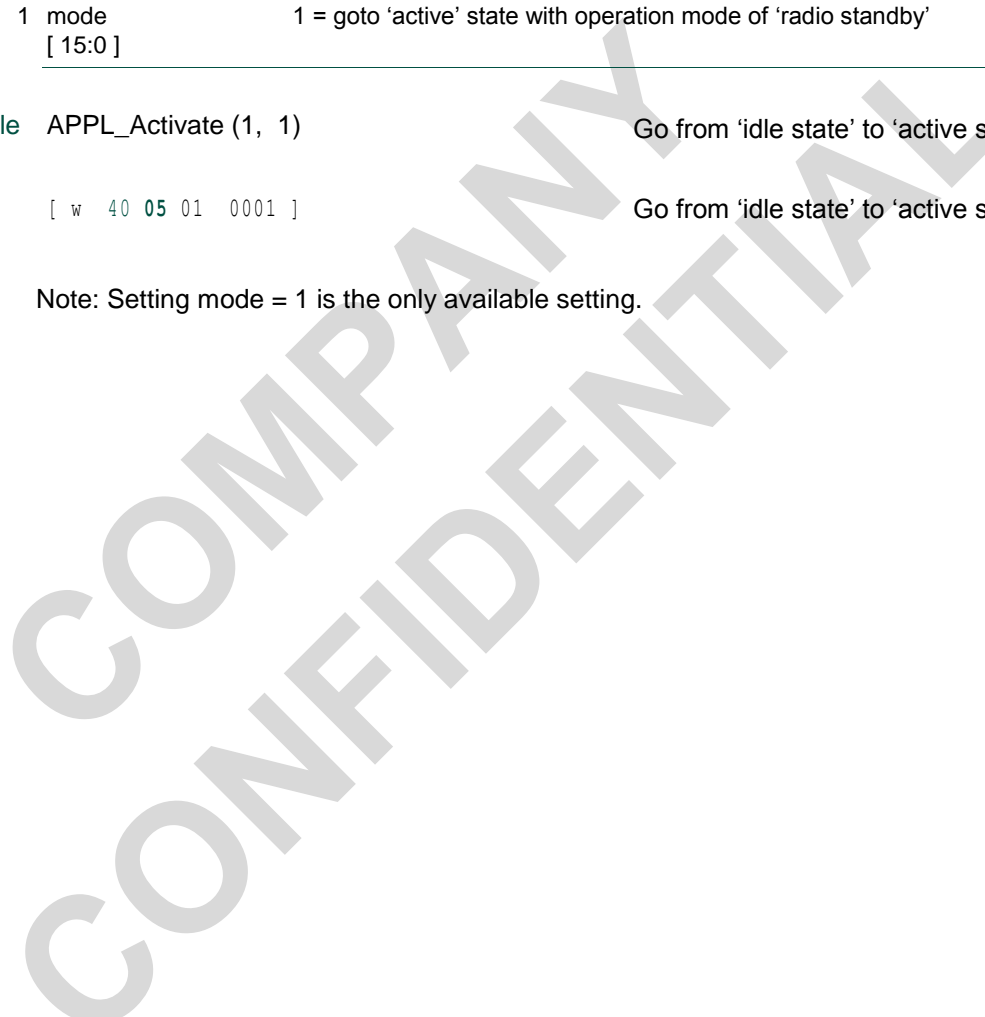 1 mode 1 = goto ‘active’ state with operation mode of ‘radio standby’
[ 15:0 ]
APPL_Activate (1, 1) Go from ‘idle state’ to ‘active
[ w 40 05 01 0001 ] Go from ‘idle state’ to ‘active
Note: Setting mode = 1 is the only available setting.
COMPANY
CONFIDENTIAL